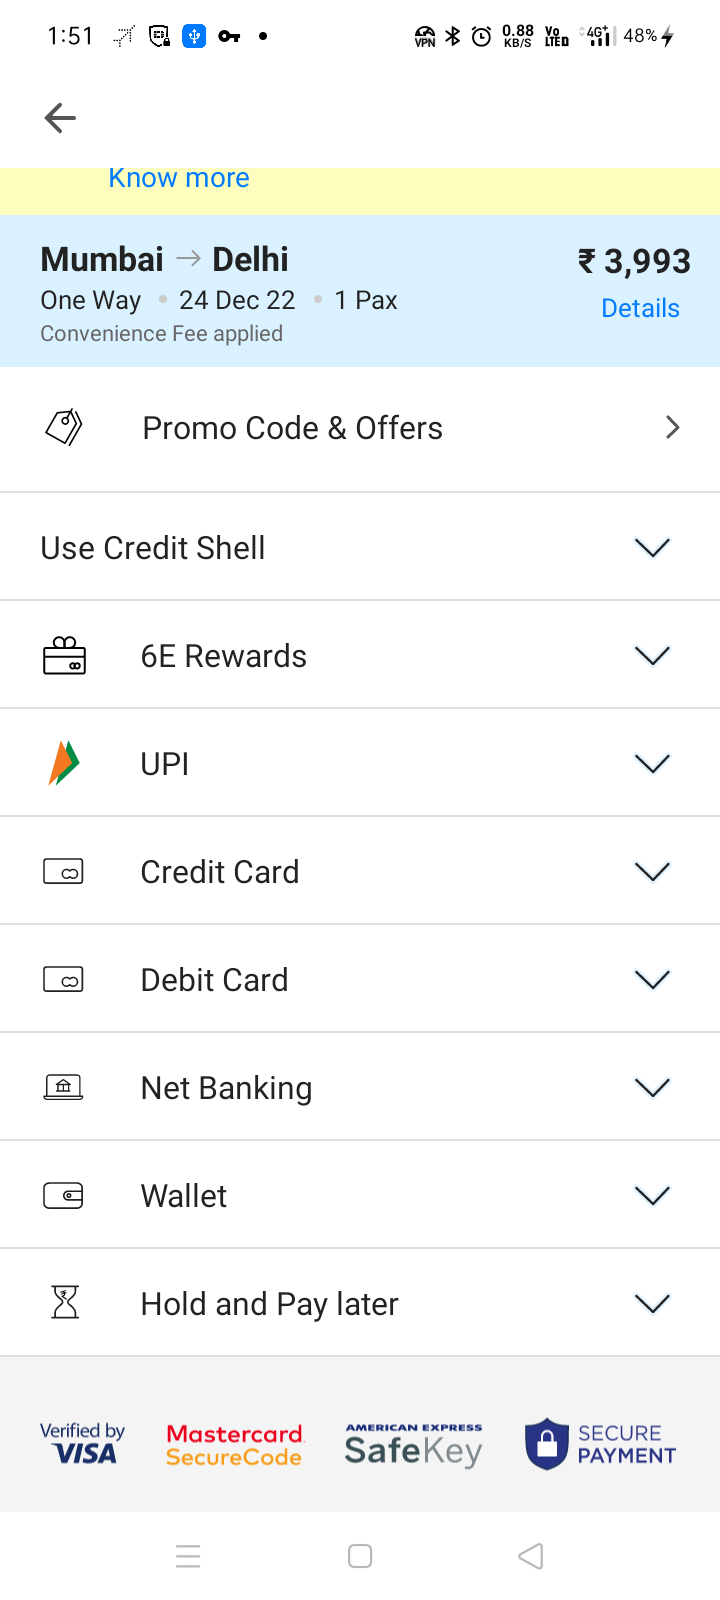 1:51 VPN 0.88 KB/S Vo LTED 4G+ 48%
Know more
Mumbai → Delhi ₹ 3,993
One Way • 24 Dec 22 • 1 Pax Details
Convenience Fee applied
Promo Code & Offers
Use Credit Shell
6E Rewards
UPI
Credit Card
Debit Card
Net Banking
Wallet
Hold and Pay later
Verified by VISA
Mastercard SecureCode
AMERICAN EXPRESS SafeKey
SECURE PAYMENT